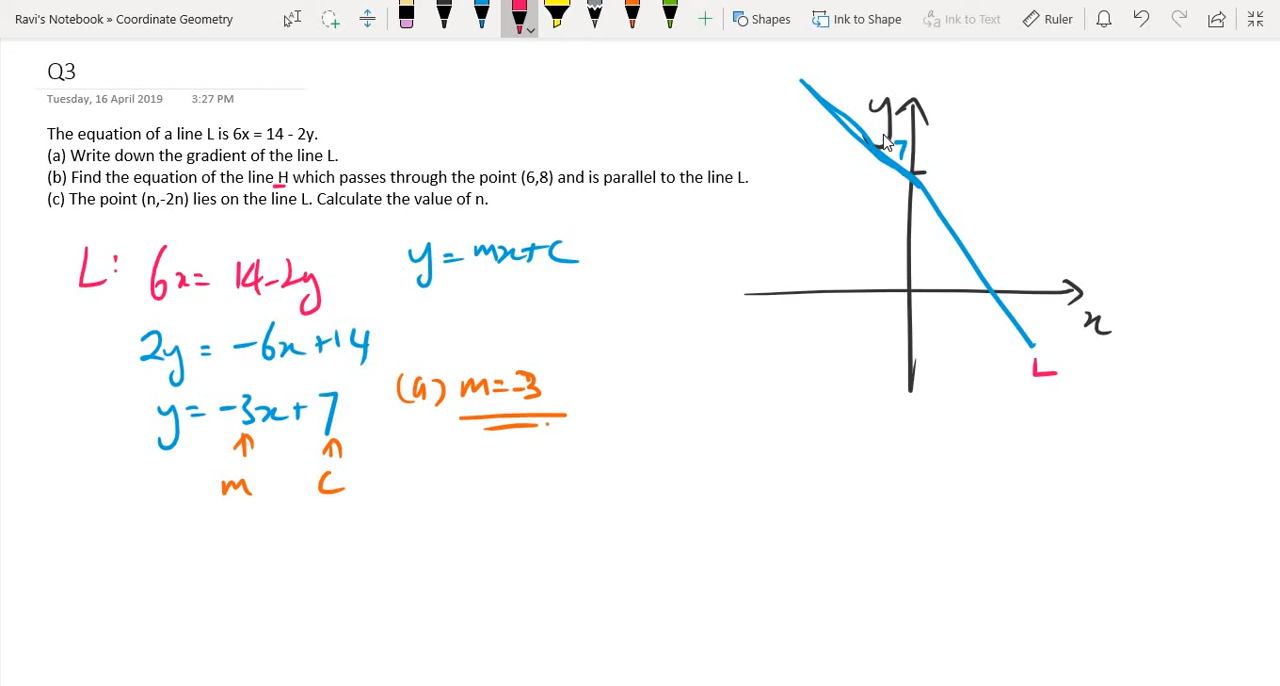 Ravi's Notebook » Coordinate Geometry
Shapes
Ink to Shape
Ink to Text
Ruler
Q3
Tuesday, 16 April 2019 3:27 PM
The equation of a line L is 6x = 14 - 2y.
(a) Write down the gradient of the line L.
(b) Find the equation of the line H which passes through the point (6,8) and is parallel to the line L.
(c) The point (n,-2n) lies on the line L. Calculate the value of n.
L: 6x = 14-2y
y = mx+c
2y = -6x+14
y = -3x+7
(a) m=-3
m
c
y
7
x
L